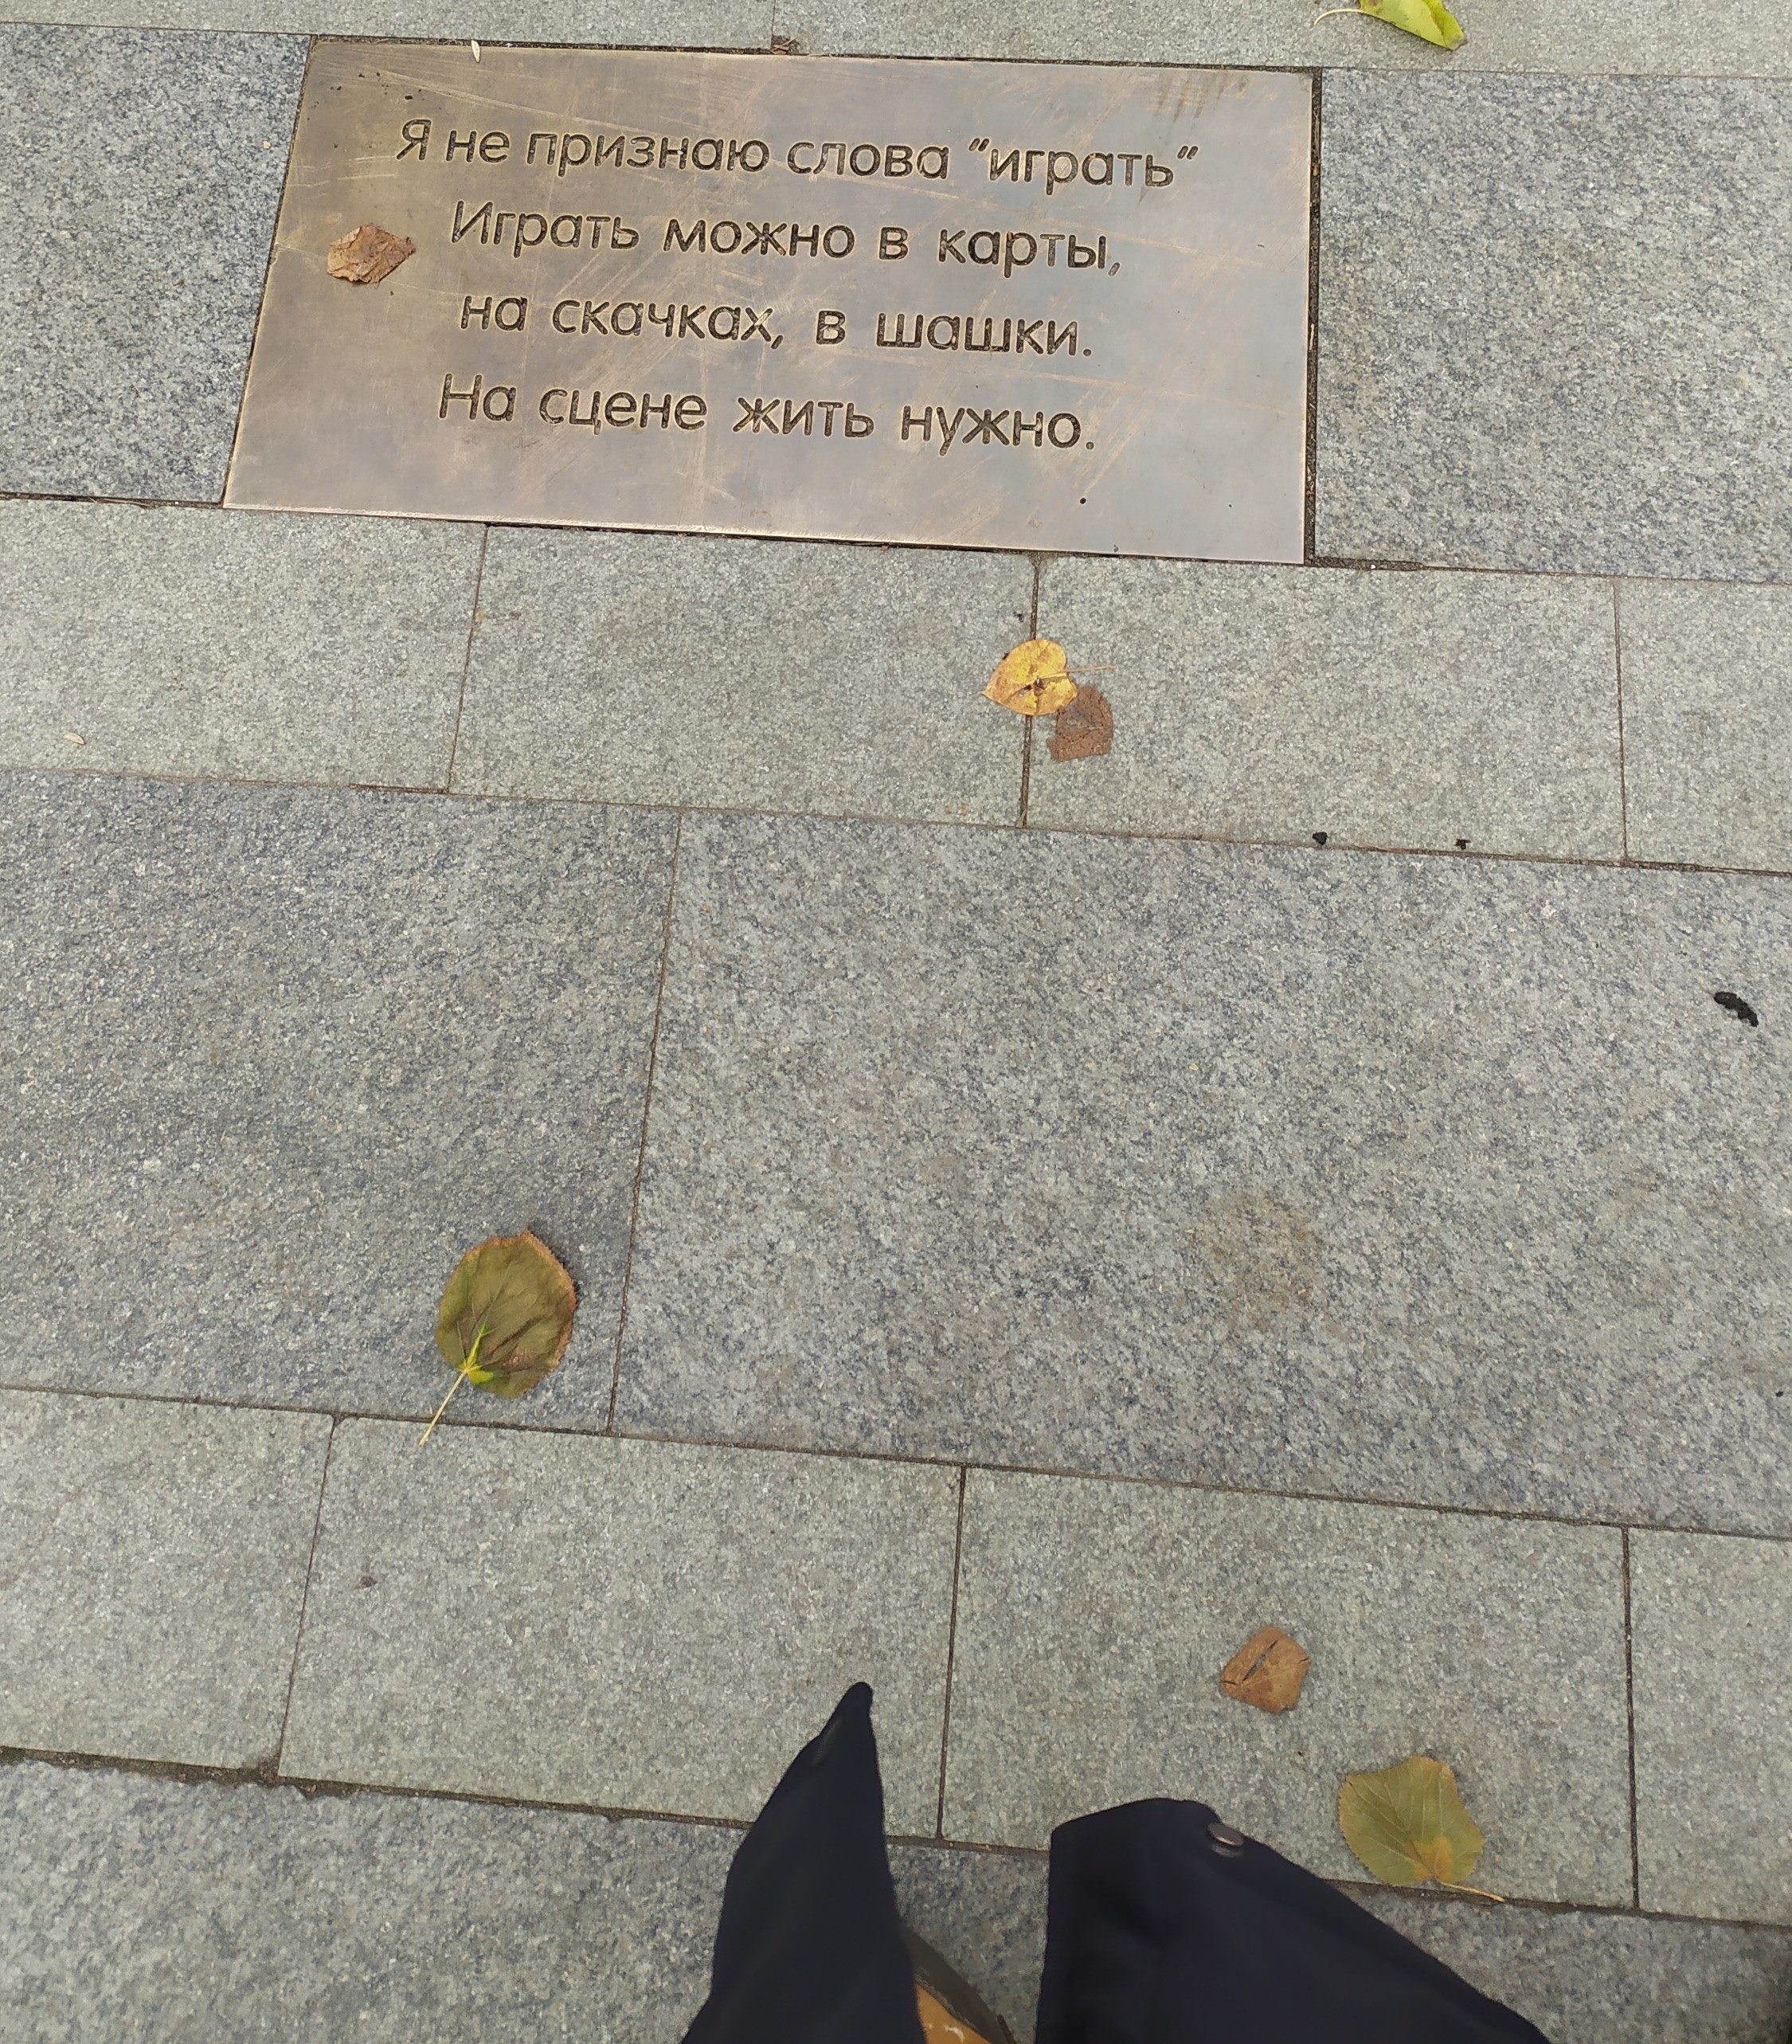 Я не признаю слова "играть"
Играть можно в карты,
на скачках, в шашки.
На сцене жить нужно.